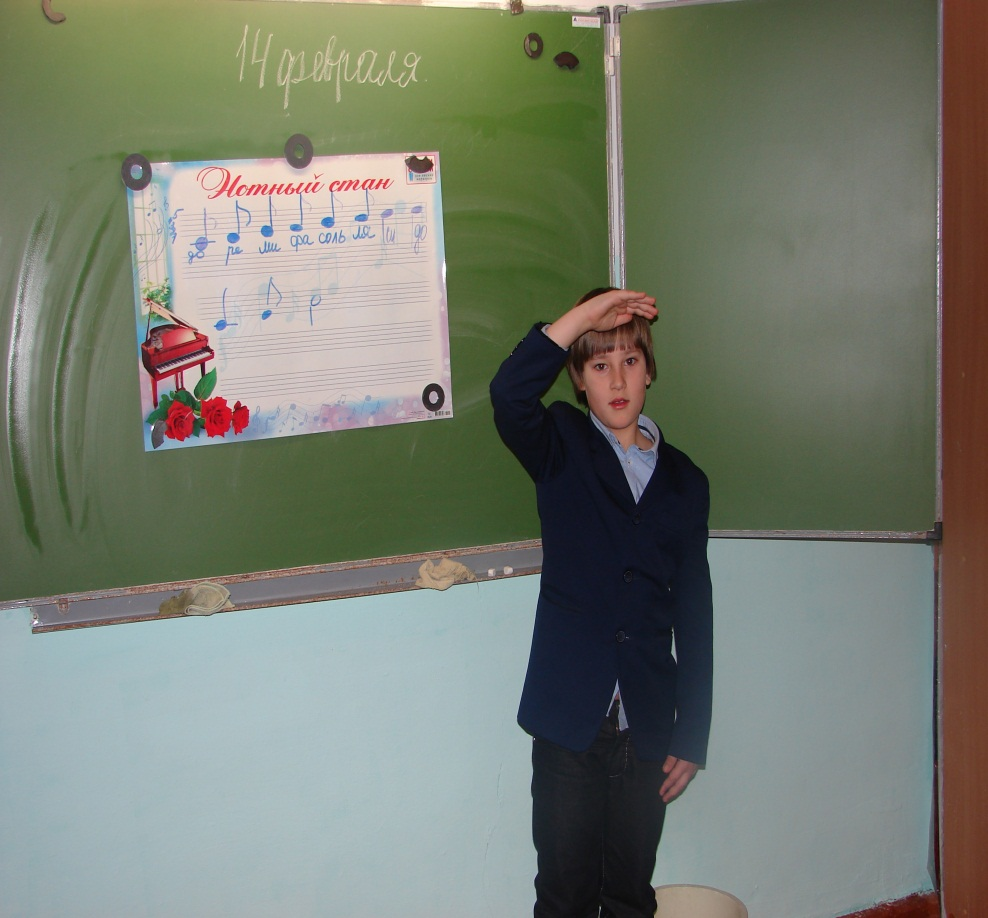 14 февраля
Нотный стан
до ре ми фа соль ля си до